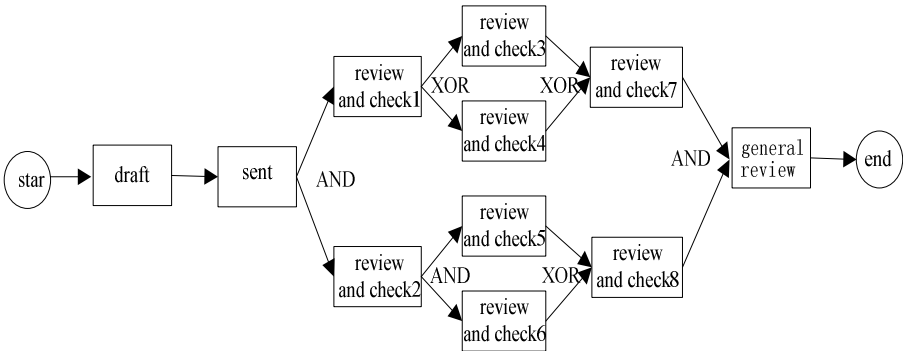 star
draft
sent
AND
review
and check1
XOR
review
and check3
review
and check4
XOR
review
and check7
review
and check2
AND
review
and check5
review
and check6
XOR
review
and check8
AND
general
review
end